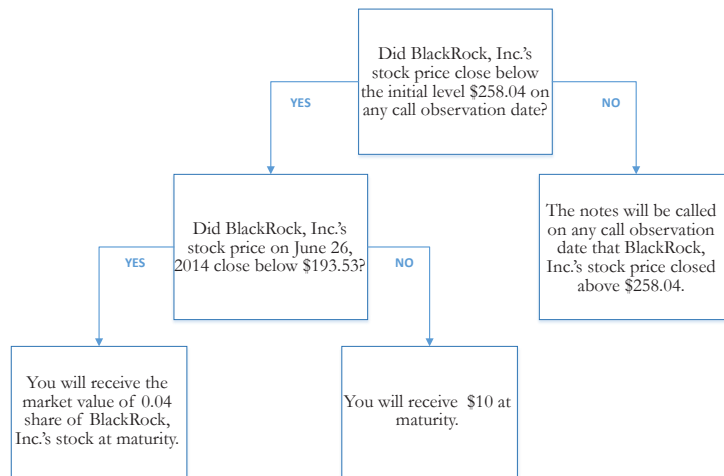 Did BlackRock, Inc.'s
stock price close below
the initial level $258.04 on
any call observation date?
YES
NO
Did BlackRock, Inc.'s
stock price on June 26,
2014 close below $193.53?
The notes will be called
on any call observation
date that BlackRock,
Inc.'s stock price closed
above $258.04.
YES
NO
You will receive the
market value of 0.04
share of BlackRock,
Inc.'s stock at maturity.
You will receive $10 at
maturity.